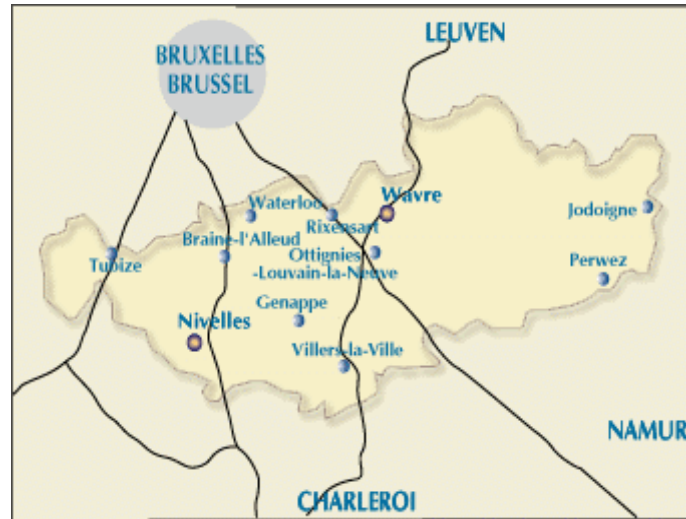 LEUVEN
BRUXELLES
BRUSSEL
Wavre
Waterloo
Jodoigne
Rixensart
Braine-l'Alleud
Ottignies
-Louvain-la-Neuve
Tubize
Perwez
Genappe
Nivelles
Villers-la-Ville
NAMUR
CHARLEROI